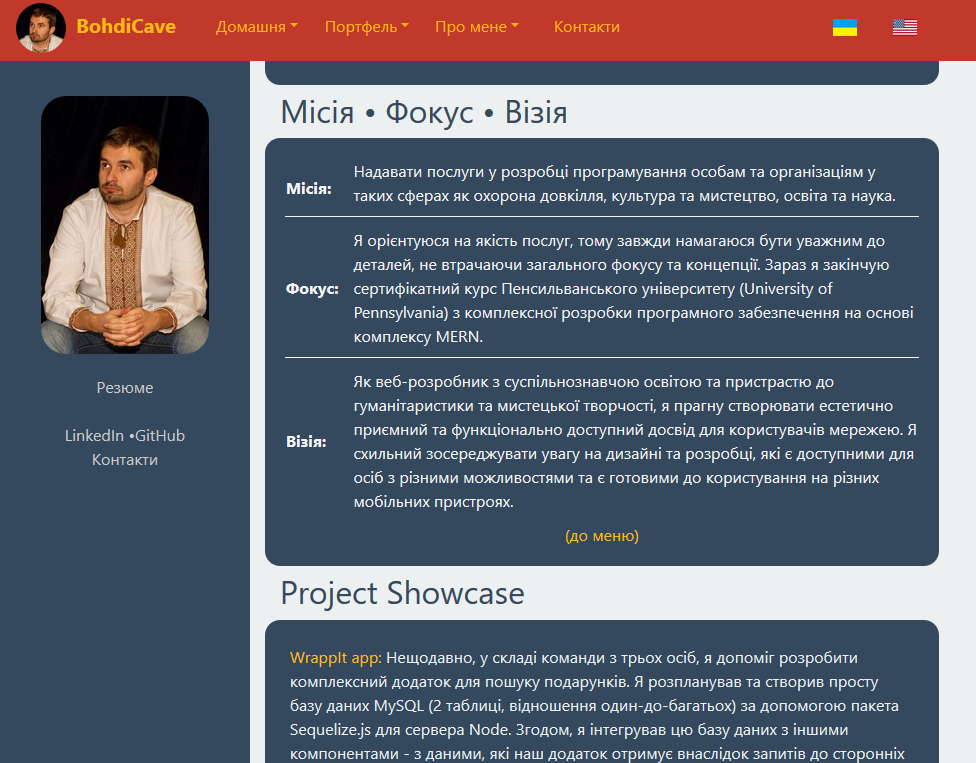 BohdiCave
Домашня
Портфель
Про мене
Контакти
Резюме
LinkedIn •GitHub
Контакти
Місія • Фокус • Візія
Місія:
Надавати послуги у розробці програмування особам та організаціям у
таких сферах як охорона довкілля, культура та мистецтво, освіта та наука.
Фокус:
Я орієнтуюся на якість послуг, тому завжди намагаюся бути уважним до
деталей, не втрачаючи загального фокусу та концепції. Зараз я закінчую
сертифікатний курс Пенсильванського університету (University of
Pennsylvania) з комплексної розробки програмного забезпечення на основі
комплексу MERN.
Візія:
Як веб-розробник з суспільнознавчою освітою та пристрастю до
гуманітаристики та мистецької творчості, я прагну створювати естетично
приємний та функціонально доступний досвід для користувачів мережею. Я
схильний зосереджувати увагу на дизайні та розробці, які є доступними для
осіб з різними можливостями та є готовими до користування на різних
мобільних пристроях.
(до меню)
Project Showcase
WrappIt app: Нещодавно, у складі команди з трьох осіб, я допоміг розробити
комплексний додаток для пошуку подарунків. Я розпланував та створив просту
базу даних MySQL (2 таблиці, відношення один-до-багатьох) за допомогою пакета
Sequelize.js для сервера Node. Згодом, я інтегрував цю базу даних з іншими
компонентами - з даними, які наш додаток отримує внаслідок запитів до сторонніх